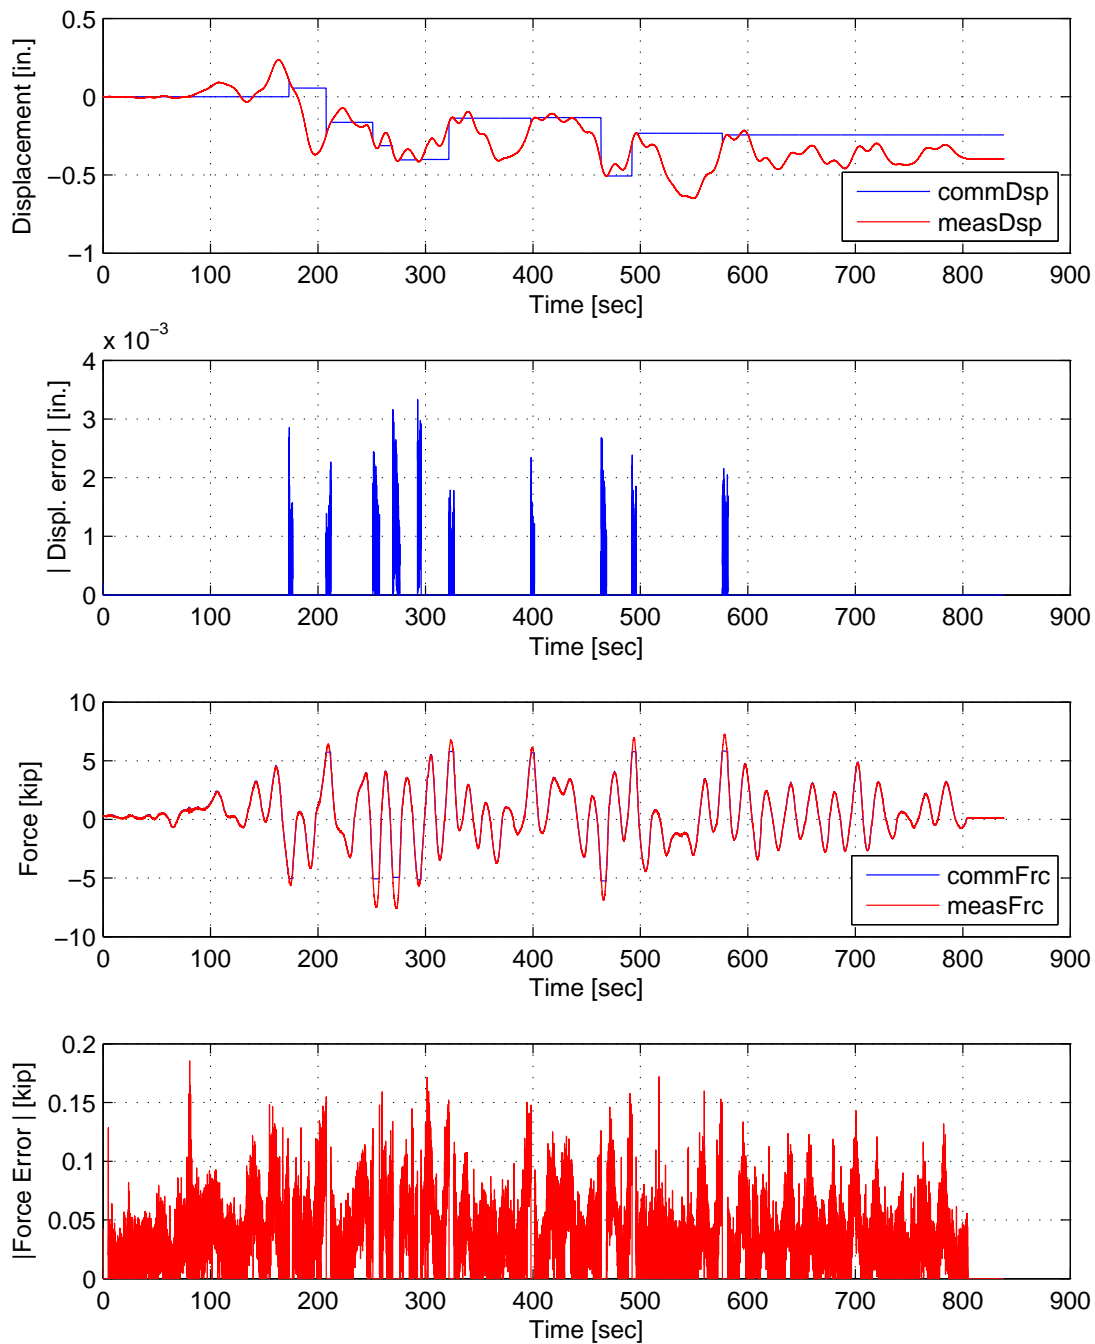 0.5
0
−0.5
−1
Displacement [in.]
0 100 200 300 400 500 600 700 800 900
Time [sec]
commDsp
measDsp
x 10⁻³
4
3
2
1
0
| Displ. error | [in.]
0 100 200 300 400 500 600 700 800 900
Time [sec]
10
5
0
−5
−10
Force [kip]
0 100 200 300 400 500 600 700 800 900
Time [sec]
commFrc
measFrc
0.2
0.15
0.1
0.05
0
|Force Error | [kip]
0 100 200 300 400 500 600 700 800 900
Time [sec]